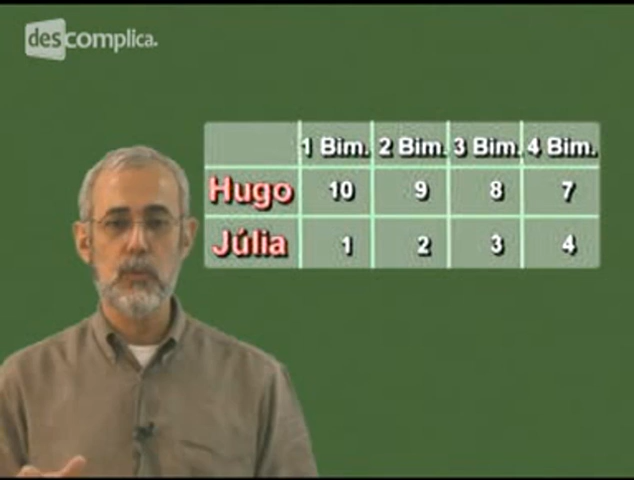 descomplica.
1 Bim. 2 Bim. 3 Bim. 4 Bim.
Hugo 10 9 8 7
Júlia 1 2 3 4